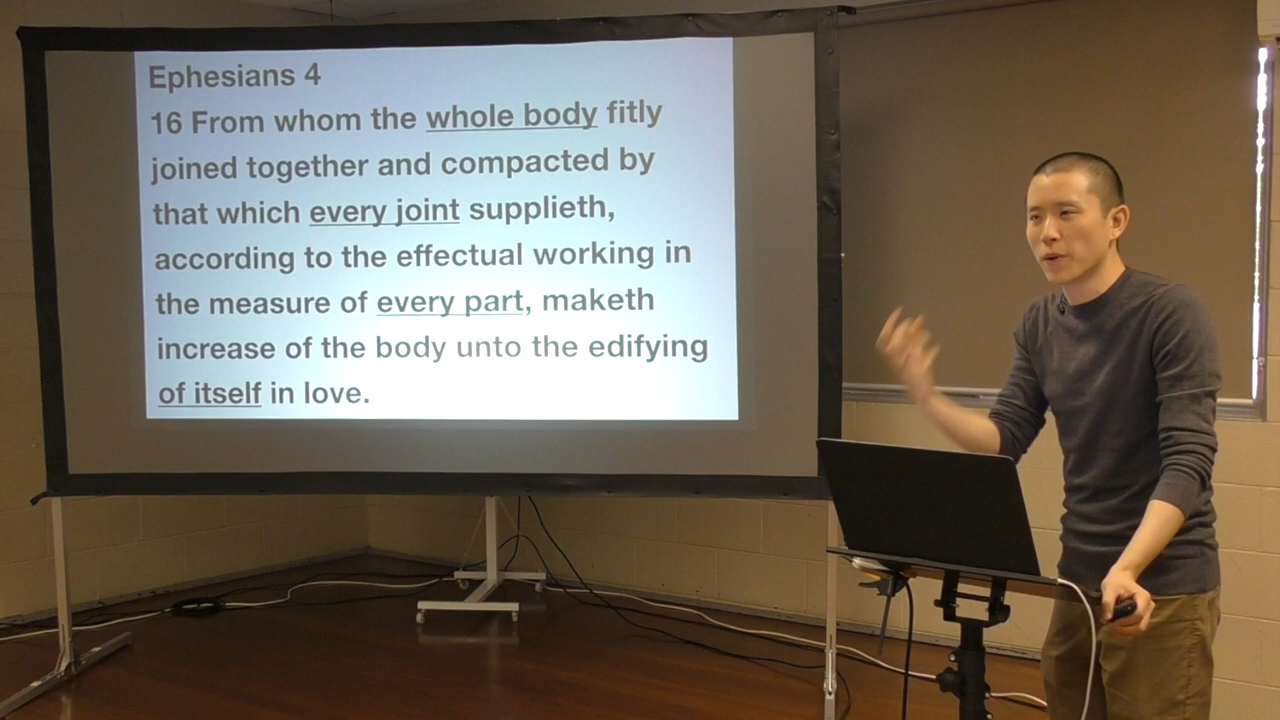 Ephesians 4
16 From whom the whole body fitly
joined together and compacted by
that which every joint supplieth,
according to the effectual working in
the measure of every part, maketh
increase of the body unto the edifying
of itself in love.